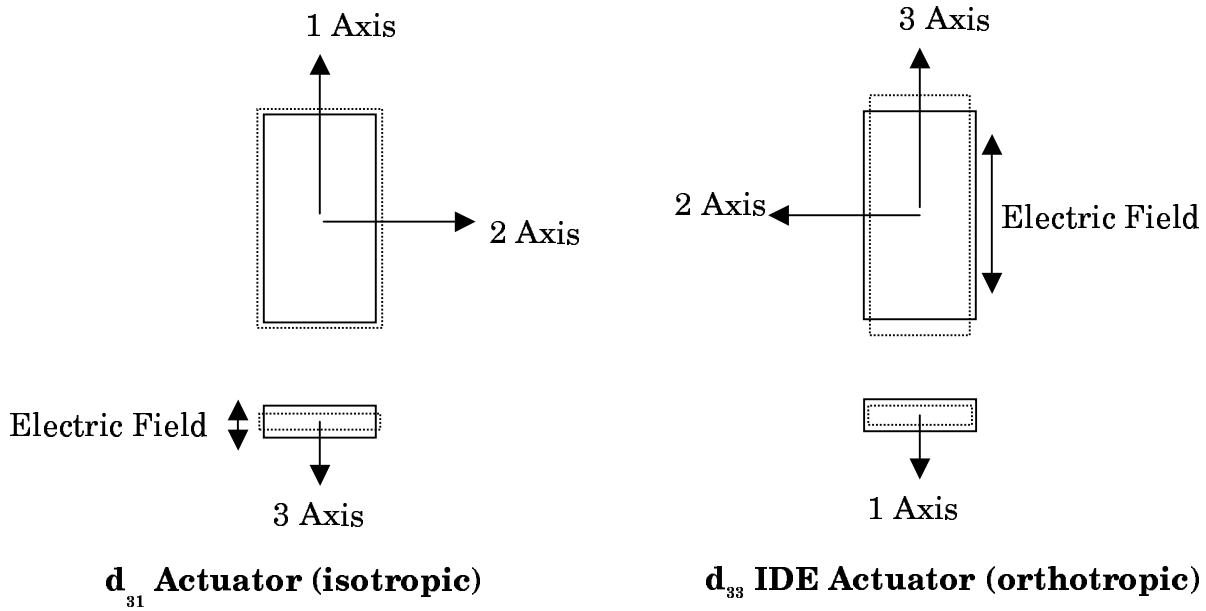 1 Axis
2 Axis
Electric Field
3 Axis
d31 Actuator (isotropic)
3 Axis
2 Axis
Electric Field
1 Axis
d33 IDE Actuator (orthotropic)